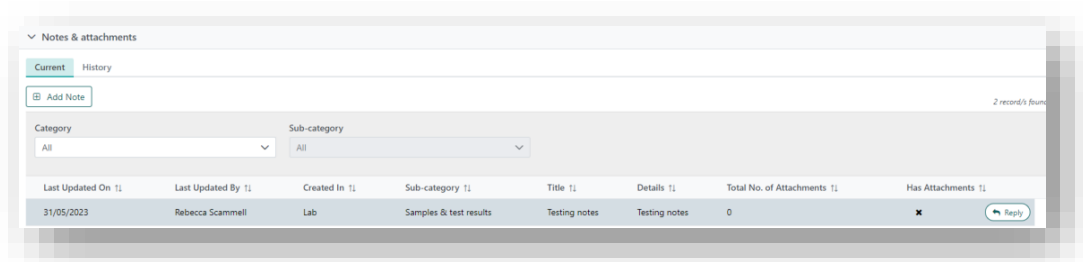 Notes & attachments
Current History
Add Note
2 record/s found
Category Sub-category
All All
Last Updated On Last Updated By Created In Sub-category Title Details Total No. of Attachments Has Attachments
31/05/2023 Rebecca Scammell Lab Samples & test results Testing notes Testing notes 0 Reply